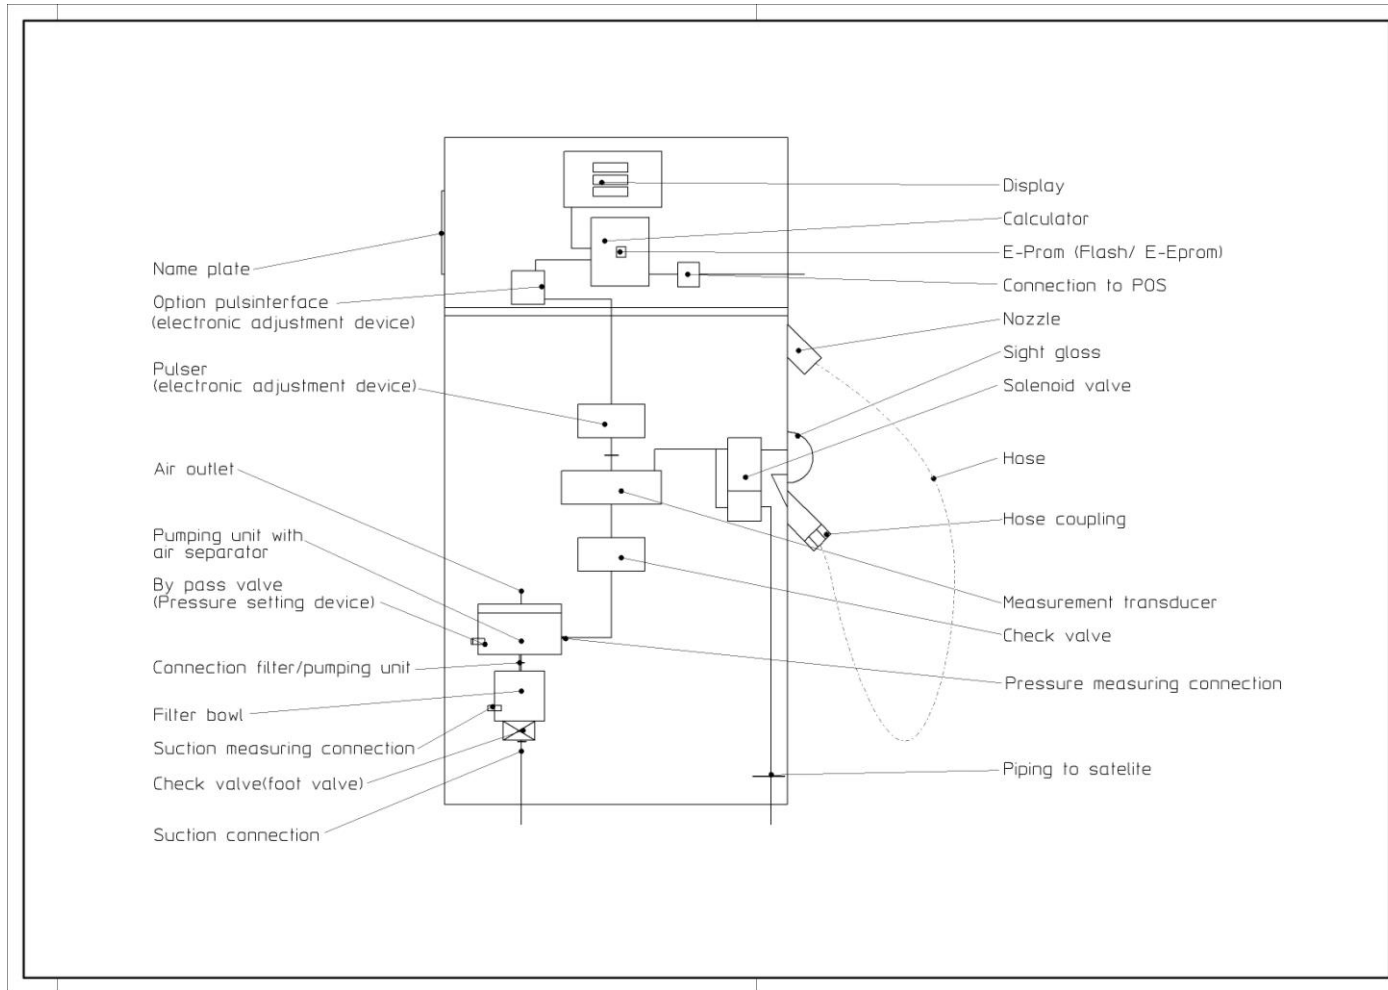 Name plate
Option pulsinterface
(electronic adjustment device)
Pulser
(electronic adjustment device)
Air outlet
Pumping unit with
air separator
By pass valve
(Pressure setting device)
Connection filter/pumping unit
Filter bowl
Suction measuring connection
Check valve(foot valve)
Suction connection
Display
Calculator
E-Prom (Flash/ E-Eprom)
Connection to POS
Nozzle
Sight glass
Solenoid valve
Hose
Hose coupling
Measurement transducer
Check valve
Pressure measuring connection
Piping to satelite